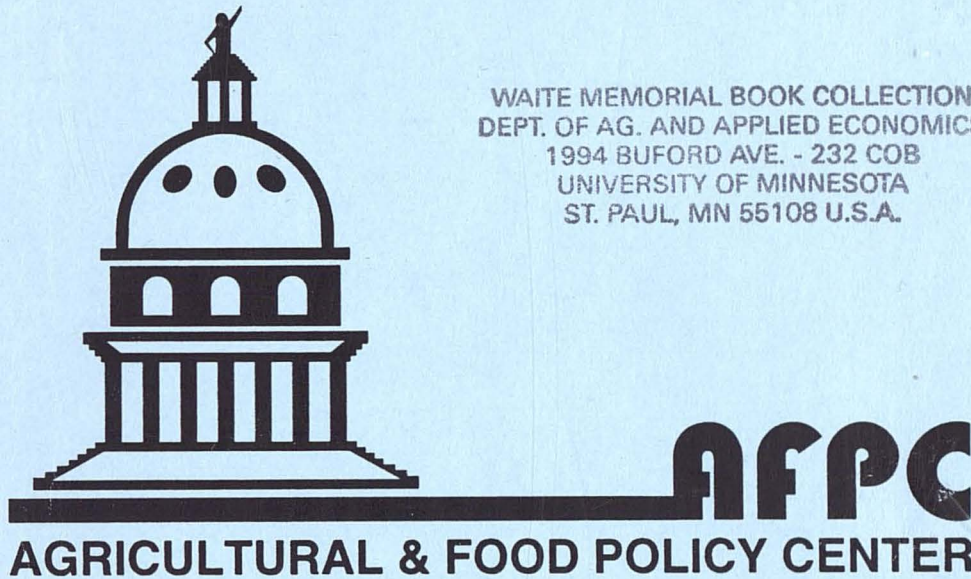 WAITE MEMORIAL BOOK COLLECTION
DEPT. OF AG. AND APPLIED ECONOMICS
1994 BUFORD AVE. - 232 COB
UNIVERSITY OF MINNESOTA
ST. PAUL, MN 55108 U.S.A.
AFPC
AGRICULTURAL & FOOD POLICY CENTER